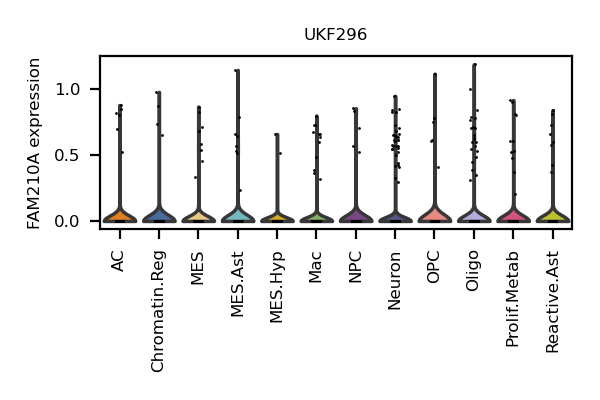 UKF296
FAM210A expression
1.0
0.5
0.0
AC
Chromatin.Reg
MES
MES.Ast
MES.Hyp
Mac
NPC
Neuron
OPC
Oligo
Prolif.Metab
Reactive.Ast